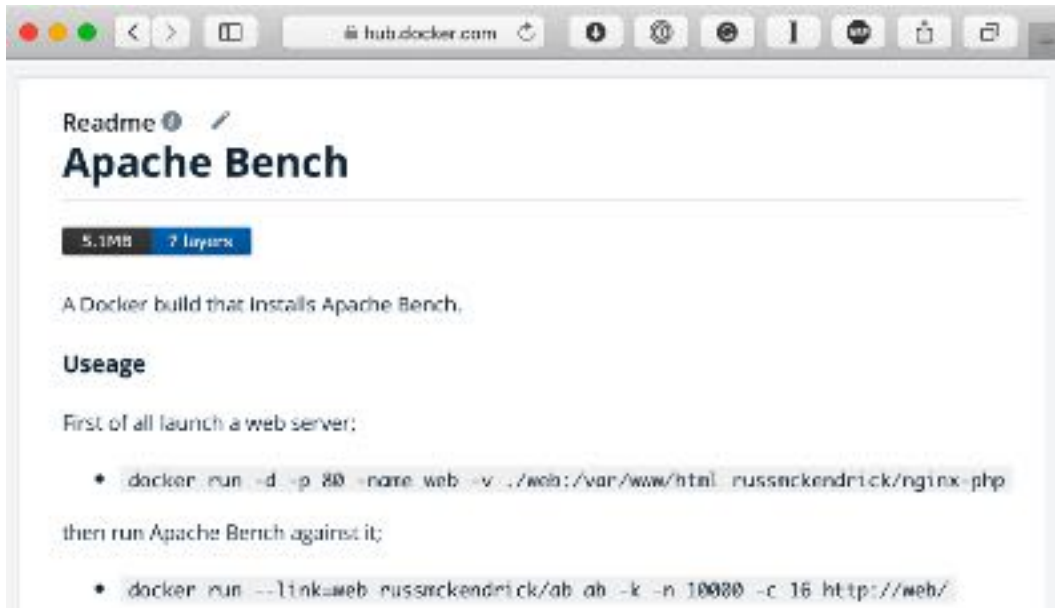 hub.docker.com
Readme
Apache Bench
5.1MB 7 layers
A Docker build that installs Apache Bench.
Useage
First of all launch a web server;
docker run -d -p 80 -name web -v ./web:/var/www/html russmckendrick/nginx-php
then run Apache Bench against it;
docker run --link=web russmckendrick/ab ab -k -n 10000 -c 16 http://web/